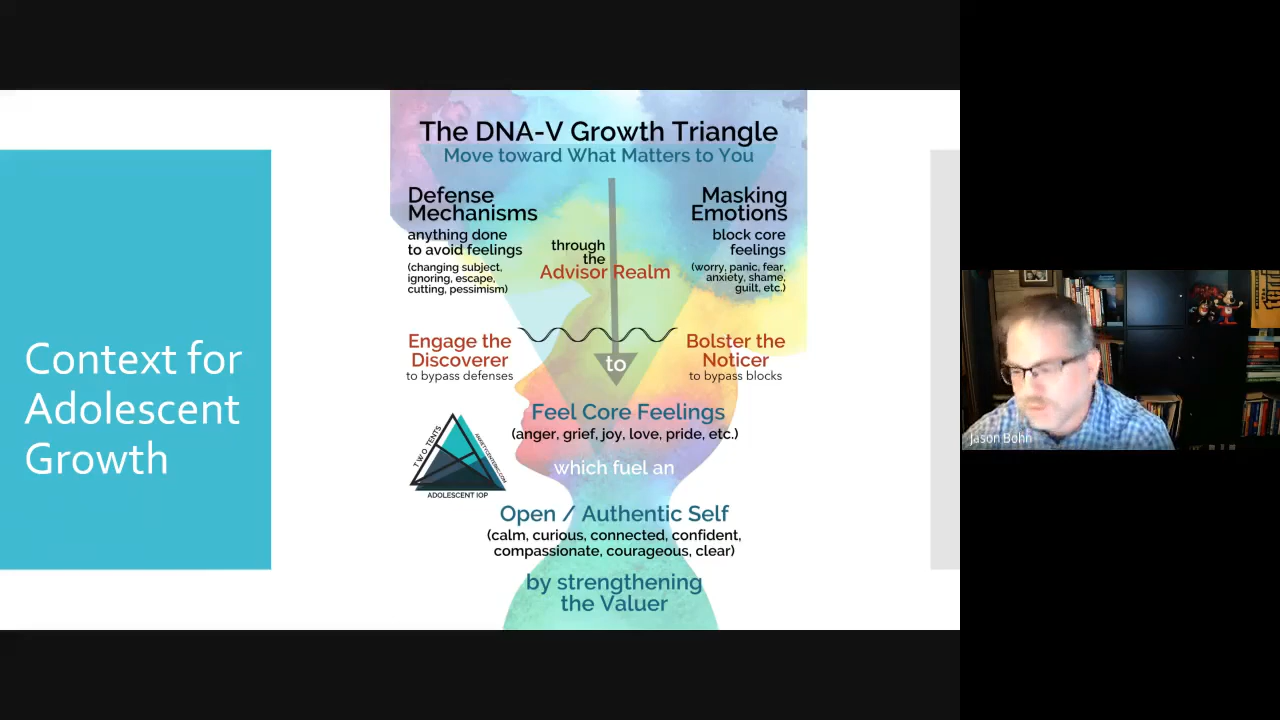 Context for
Adolescent
Growth
The DNA-V Growth Triangle
Move toward What Matters to You
Defense
Mechanisms
anything done
to avoid feelings
(changing subject,
ignoring, escape,
cutting, pessimism)
through
the
Advisor Realm
Masking
Emotions
block core
feelings
(worry, panic, fear,
anxiety, shame,
guilt, etc.)
Engage the
Discoverer
to bypass defenses
to
Bolster the
Noticer
to bypass blocks
Feel Core Feelings
(anger, grief, joy, love, pride, etc.)
which fuel an
TWO TENTS
ADOLESCENT IOP
Open / Authentic Self
(calm, curious, connected, confident,
compassionate, courageous, clear)
by strengthening
the Valuer
Jason Bohn